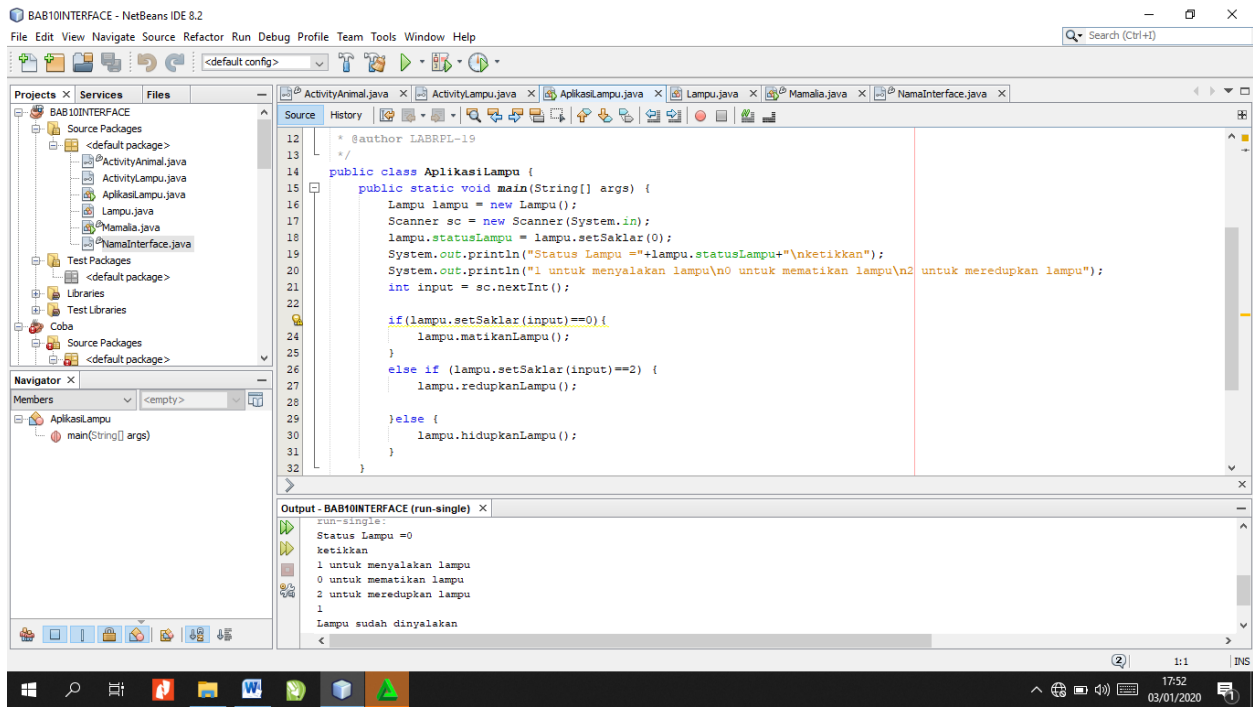 BAB10INTERFACE - NetBeans IDE 8.2
File Edit View Navigate Source Refactor Run Debug Profile Team Tools Window Help
Search (Ctrl+I)
<default config>
Projects Services Files
BAB10INTERFACE
Source Packages
<default package>
ActivityAnimal.java
ActivityLampu.java
AplikasiLampu.java
Lampu.java
Mamalia.java
NamaInterface.java
Test Packages
<default package>
Libraries
Test Libraries
Coba
Source Packages
<default package>
Navigator
Members <empty>
AplikasiLampu
main(String[] args)
ActivityAnimal.java ActivityLampu.java AplikasiLampu.java Lampu.java Mamalia.java NamaInterface.java
Source History
12 * @author LABRPL-19
13 */
14 public class AplikasiLampu {
15 public static void main(String[] args) {
16 Lampu lampu = new Lampu();
17 Scanner sc = new Scanner(System.in);
18 lampu.statusLampu = lampu.setSaklar(0);
19 System.out.println("Status Lampu ="+lampu.statusLampu+"\nketikkan");
20 System.out.println("1 untuk menyalakan lampu\n0 untuk mematikan lampu\n2 untuk meredupkan lampu");
21 int input = sc.nextInt();
22
if(lampu.setSaklar(input)==0){
24 lampu.matikanLampu();
25 }
26 else if (lampu.setSaklar(input)==2) {
27 lampu.redupkanLampu();
28
29 }else {
30 lampu.hidupkanLampu();
31 }
32 }
Output - BAB10INTERFACE (run-single)
run-single:
Status Lampu =0
ketikkan
1 untuk menyalakan lampu
0 untuk mematikan lampu
2 untuk meredupkan lampu
1
Lampu sudah dinyalakan
2 1:1 INS
17:52
03/01/2020